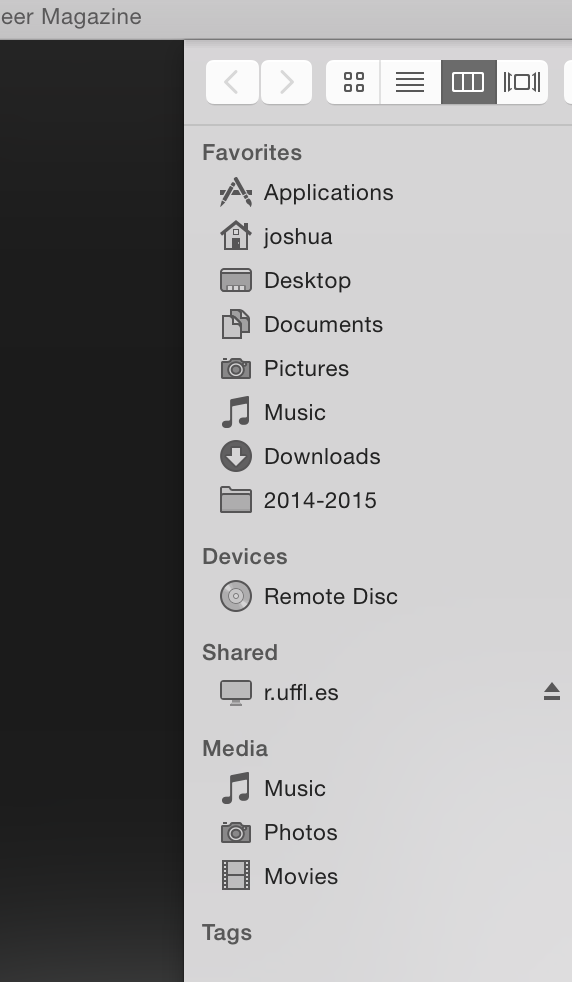 eer Magazine
Favorites
Applications
joshua
Desktop
Documents
Pictures
Music
Downloads
2014-2015
Devices
Remote Disc
Shared
r.uffl.es
Media
Music
Photos
Movies
Tags